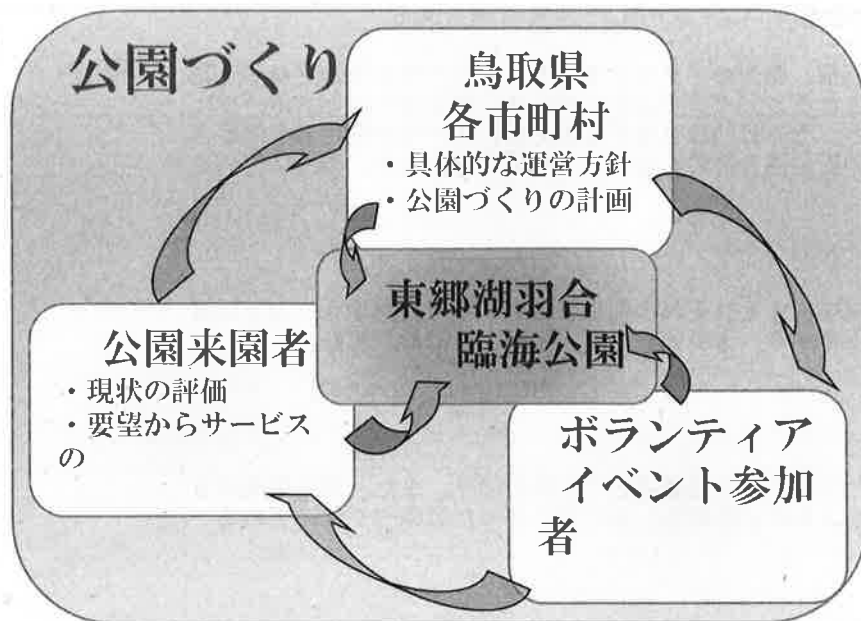 公園づくり
鳥取県
各市町村
・具体的な運営方針
・公園づくりの計画
東郷湖羽合
臨海公園
公園来園者
・現状の評価
・要望からサービス
の
ボランティア
イベント参加
者